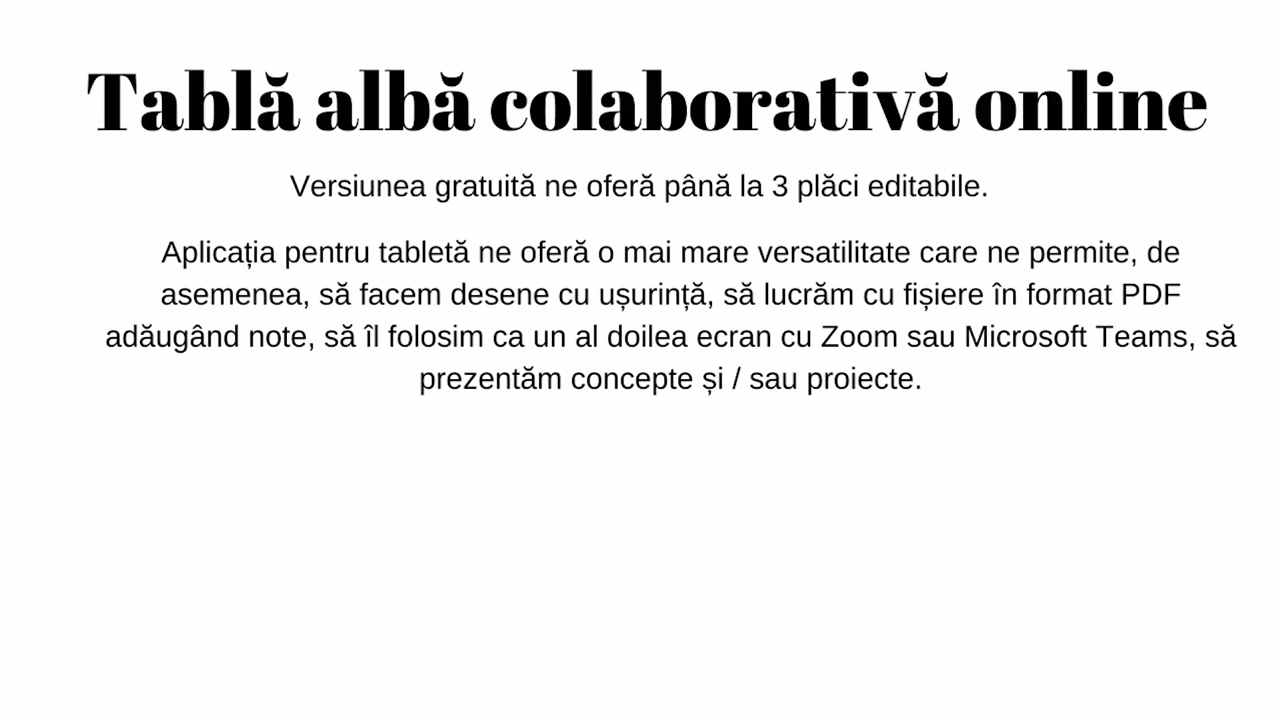 Tablă albă colaborativă online
Versiunea gratuită ne oferă până la 3 plăci editabile.
Aplicația pentru tabletă ne oferă o mai mare versatilitate care ne permite, de
asemenea, să facem desene cu ușurință, să lucrăm cu fișiere în format PDF
adăugând note, să îl folosim ca un al doilea ecran cu Zoom sau Microsoft Teams, să
prezentăm concepte și / sau proiecte.